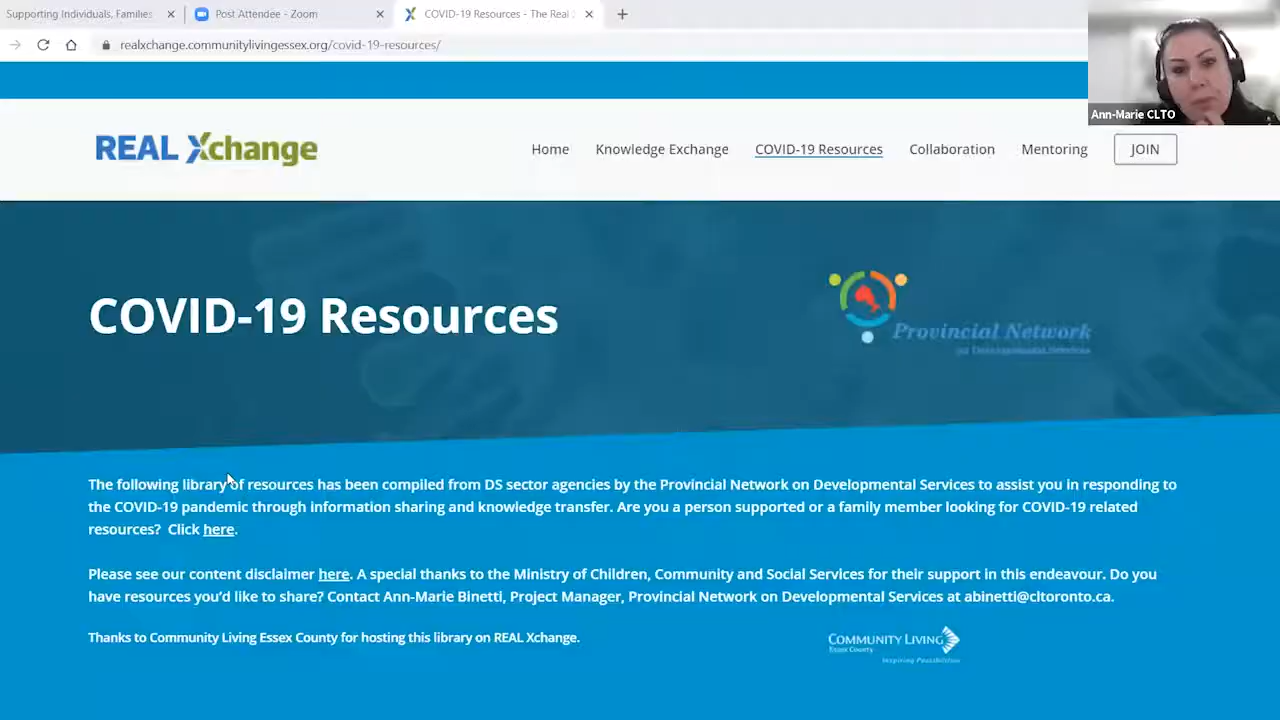 Supporting Individuals, Families
Post Attendee - Zoom
COVID-19 Resources - The Real
realxchange.communitylivingessex.org/covid-19-resources/
Ann-Marie CLTO
REAL Xchange
Home Knowledge Exchange COVID-19 Resources Collaboration Mentoring JOIN
COVID-19 Resources
Provincial Network
on Developmental Services
The following library of resources has been compiled from DS sector agencies by the Provincial Network on Developmental Services to assist you in responding to
the COVID-19 pandemic through information sharing and knowledge transfer. Are you a person supported or a family member looking for COVID-19 related
resources? Click here.
Please see our content disclaimer here. A special thanks to the Ministry of Children, Community and Social Services for their support in this endeavour. Do you
have resources you'd like to share? Contact Ann-Marie Binetti, Project Manager, Provincial Network on Developmental Services at abinetti@cltoronto.ca.
Thanks to Community Living Essex County for hosting this library on REAL Xchange.
COMMUNITY LIVING
Essex County
Inspiring Possibilities